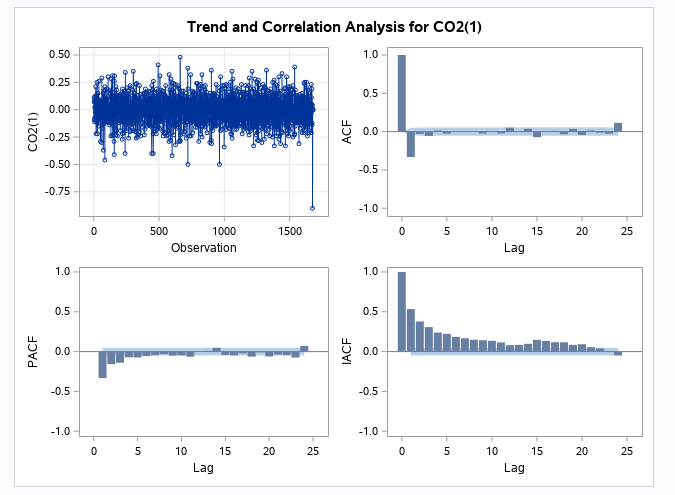 Trend and Correlation Analysis for CO2(1)
CO2(1)
0.50
0.25
0.00
-0.25
-0.50
-0.75
0 500 1000 1500
Observation
ACF
1.0
0.5
0.0
-0.5
-1.0
0 5 10 15 20 25
Lag
PACF
1.0
0.5
0.0
-0.5
-1.0
0 5 10 15 20 25
Lag
IACF
1.0
0.5
0.0
-0.5
-1.0
0 5 10 15 20 25
Lag